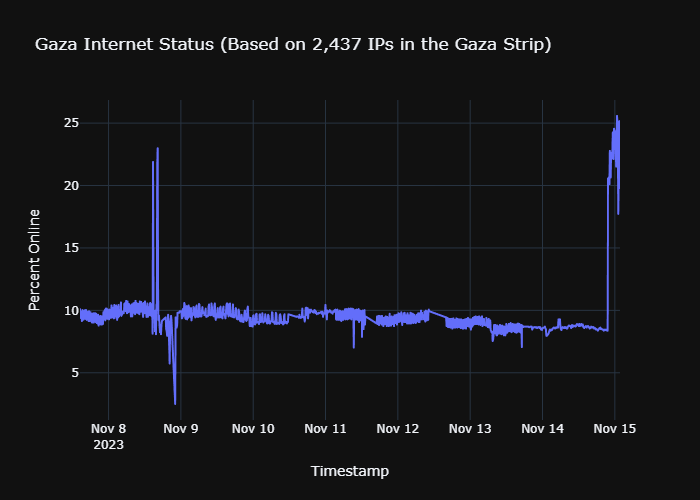 Gaza Internet Status (Based on 2,437 IPs in the Gaza Strip)
Percent Online
25
20
15
10
5
Nov 8 Nov 9 Nov 10 Nov 11 Nov 12 Nov 13 Nov 14 Nov 15
2023
Timestamp